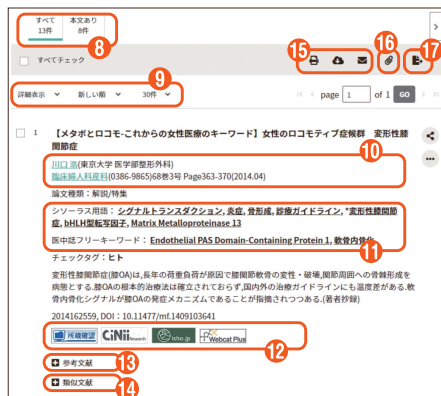 すべて 本文あり
13件 8件
⑧
すべてチェック
⑮ ⑯ ⑰
⑨
詳細表示 新しい順 30件
page 1 of 1 GO
1 【メタボとロコモ-これからの女性医療のキーワード】女性のロコモティブ症候群 変形性膝
関節症
⑩
川口 浩(東京大学 医学部整形外科)
臨床婦人科産科(0386-9865)68巻3号 Page363-370(2014.04)
論文種類：解説/特集
シソーラス用語：シグナルトランスダクション, 炎症, 骨形成, 診療ガイドライン, *変形性膝関節
症, bHLH型転写因子, Matrix Metalloproteinase 13
⑪
医中誌フリーキーワード：Endothelial PAS Domain-Containing Protein 1, 軟骨内骨化
チェックタグ：ヒト
変形性膝関節症(膝OA)は,長年の荷重負荷が原因で膝関節軟骨の変性・破壊,関節周囲への骨棘形成を
病態とする.膝OAの根本的治療法は確立されておらず,国内外の治療ガイドラインにも温度差がある.軟
骨内骨化シグナルが膝OAの発症メカニズムであることが指摘されつつある.(著者抄録)
2014162559, DOI：10.11477/mf.1409103641
所蔵確認 CiNii Research isho.jp Webcat Plus
⑫
参考文献 ⑬
類似文献
⑭